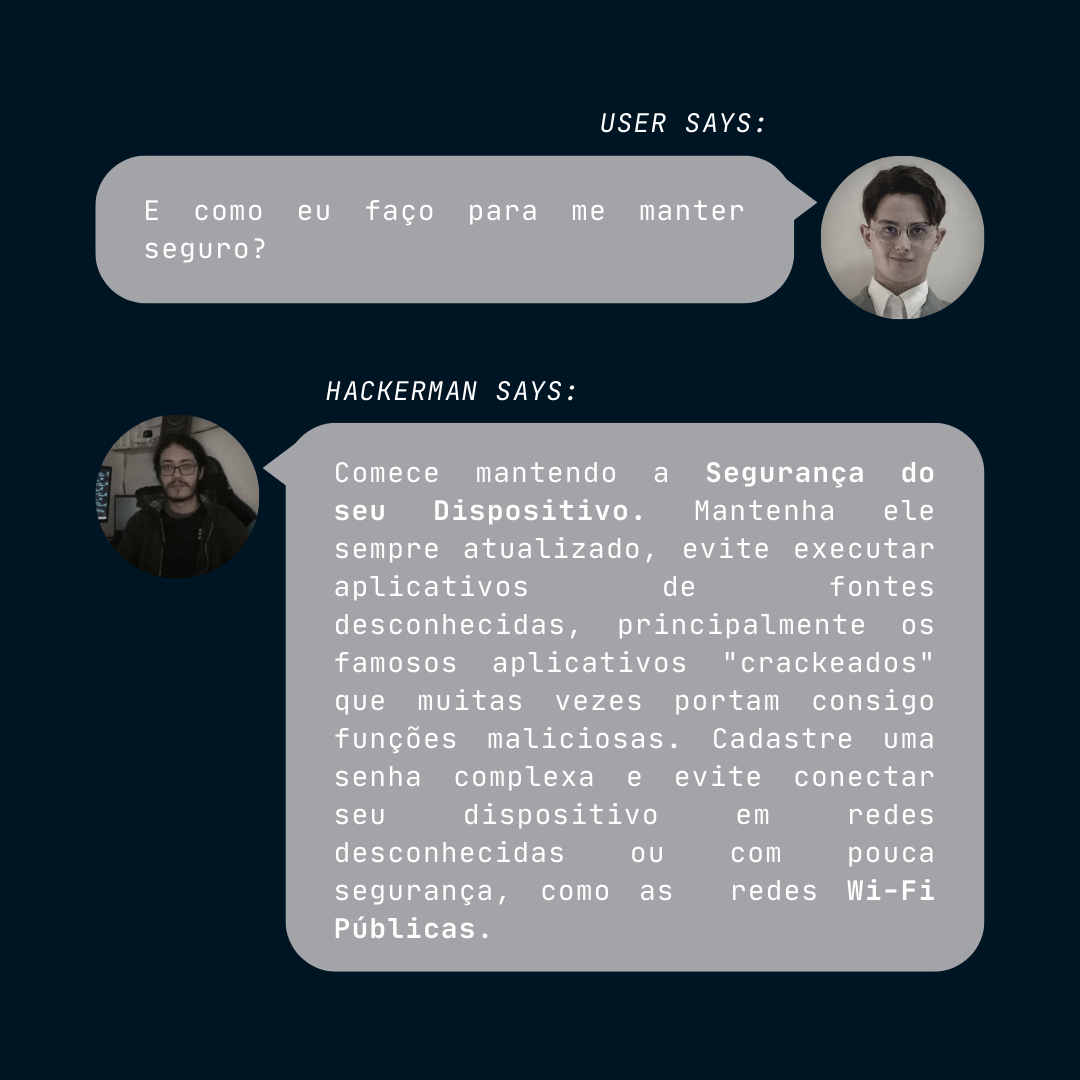 USER SAYS:
E como eu faço para me manter
seguro?
HACKERMAN SAYS:
Comece mantendo a Segurança do
seu Dispositivo. Mantenha ele
sempre atualizado, evite executar
aplicativos de fontes
desconhecidas, principalmente os
famosos aplicativos "crackeados"
que muitas vezes portam consigo
funções maliciosas. Cadastre uma
senha complexa e evite conectar
seu dispositivo em redes
desconhecidas ou com pouca
segurança, como as redes Wi-Fi
Públicas.